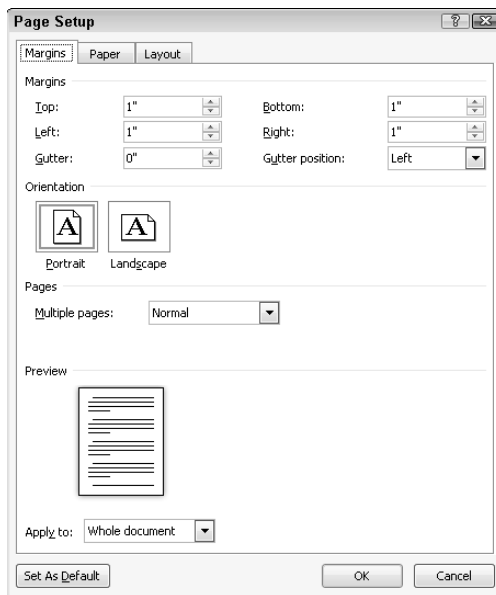 Page Setup
Margins Paper Layout
Margins
Top: 1" Bottom: 1"
Left: 1" Right: 1"
Gutter: 0" Gutter position: Left
Orientation
A A
Portrait Landscape
Pages
Multiple pages: Normal
Preview
Apply to: Whole document
Set As Default OK Cancel